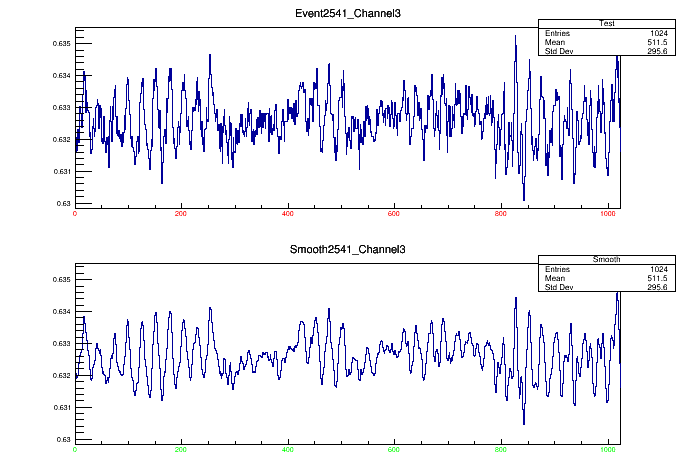 Event2541_Channel3
Test
Entries 1024
Mean 511.5
Std Dev 295.6
0.635
0.634
0.633
0.632
0.631
0.63
0 200 400 600 800 1000
Smooth2541_Channel3
Smooth
Entries 1024
Mean 511.5
Std Dev 295.6
0.635
0.634
0.633
0.632
0.631
0.63
0 200 400 600 800 1000